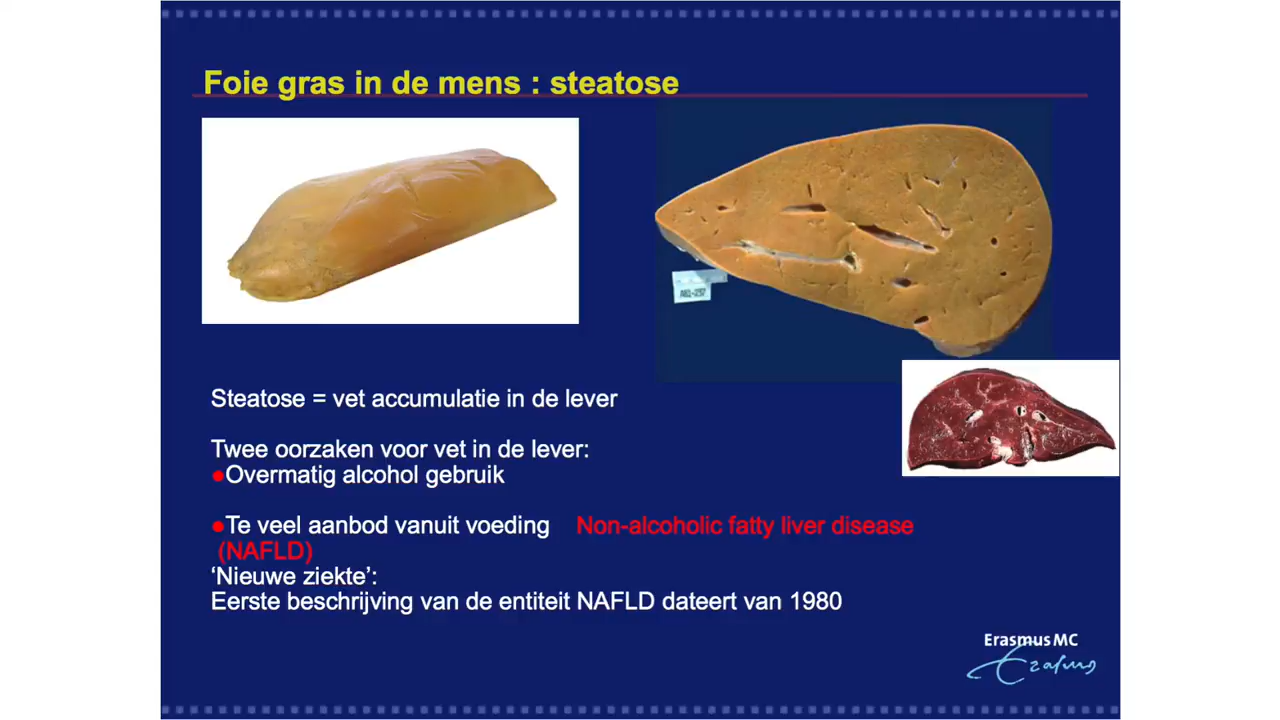 Foie gras in de mens : steatose
Steatose = vet accumulatie in de lever
Twee oorzaken voor vet in de lever:
●Overmatig alcohol gebruik
●Te veel aanbod vanuit voeding Non-alcoholic fatty liver disease
(NAFLD)
‘Nieuwe ziekte’:
Eerste beschrijving van de entiteit NAFLD dateert van 1980
Erasmus MC
Erasmus